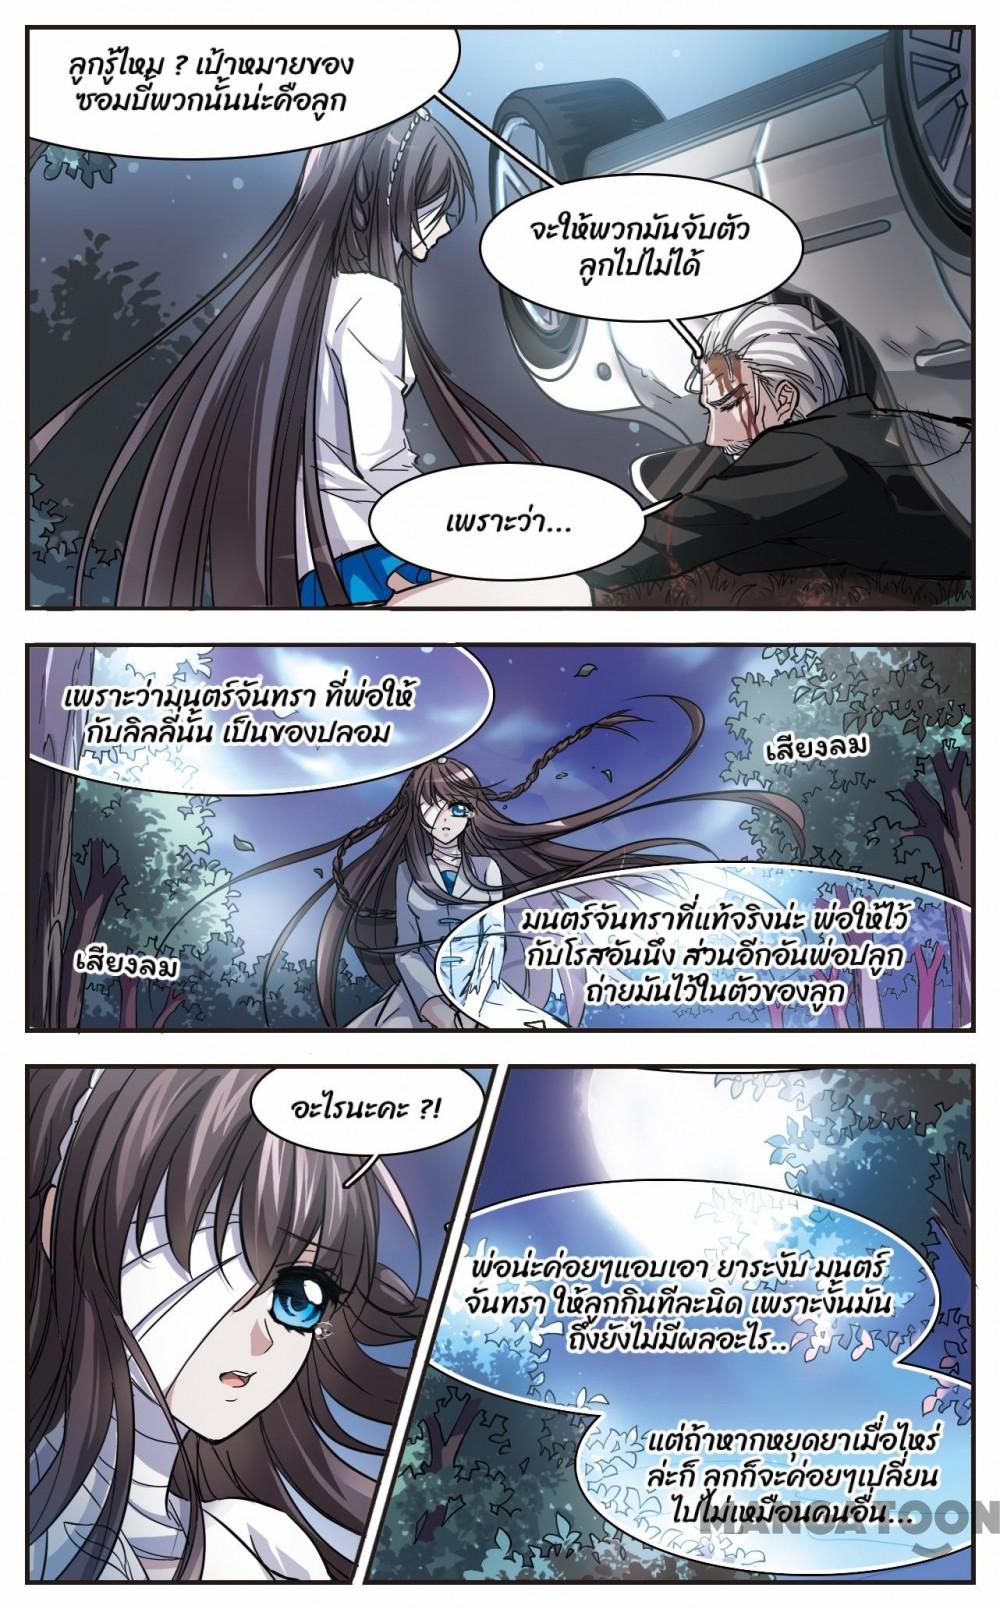 ลูกรู้ไหม ? เป้าหมายของ
ซอมบี้พวกนั้นน่ะคือลูก
จะให้พวกมันจับตัว
ลูกไปไม่ได้
เพราะว่า...
เพราะว่ามนตร์จันทรา ที่พ่อให้
กับลิลลี่นั้น เป็นของปลอม
เสียงลม
มนตร์จันทราที่แท้จริงน่ะ พ่อให้ไว้
กับโรสอันนึง ส่วนอีกอันพ่อปลูก
ถ่ายมันไว้ในตัวของลูก
เสียงลม
อะไรนะคะ ?!
พ่อน่ะค่อยๆแอบเอา ยาระงับ มนตร์
จันทรา ให้ลูกกินทีละนิด เพราะงั้นมัน
ถึงยังไม่มีผลอะไร..
แต่ถ้าหากหยุดยาเมื่อไหร่
ล่ะก็ ลูกก็จะค่อยๆเปลี่ยน
ไปไม่เหมือนคนอื่น...
MANGATOON